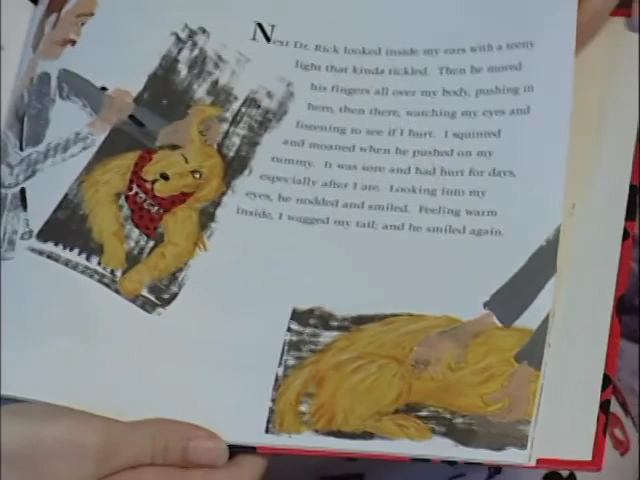 Next Dr. Rick looked inside my ears with a teeny
light that kinda tickled. Then he moved
his fingers all over my body, pushing in
here, then there, watching my eyes and
listening to see if I hurt. I squinted
and moaned when he pushed on my
tummy. It was sore and had hurt for days,
especially after I ate. Looking into my
eyes, he nodded and smiled. Feeling warm
inside, I wagged my tail; and he smiled again.